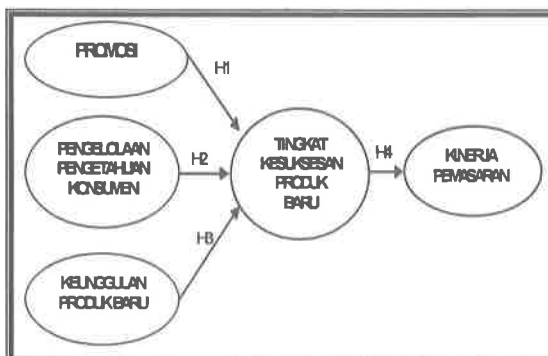 PROMOSI
H1
PENGELOLAAN
PENGETAHUAN
KONSUMEN
H2
TINGKAT
KESUKSESAN
PRODUK
BARU
H4
KINERJA
PEMASARAN
H3
KEUNGGULAN
PRODUK BARU